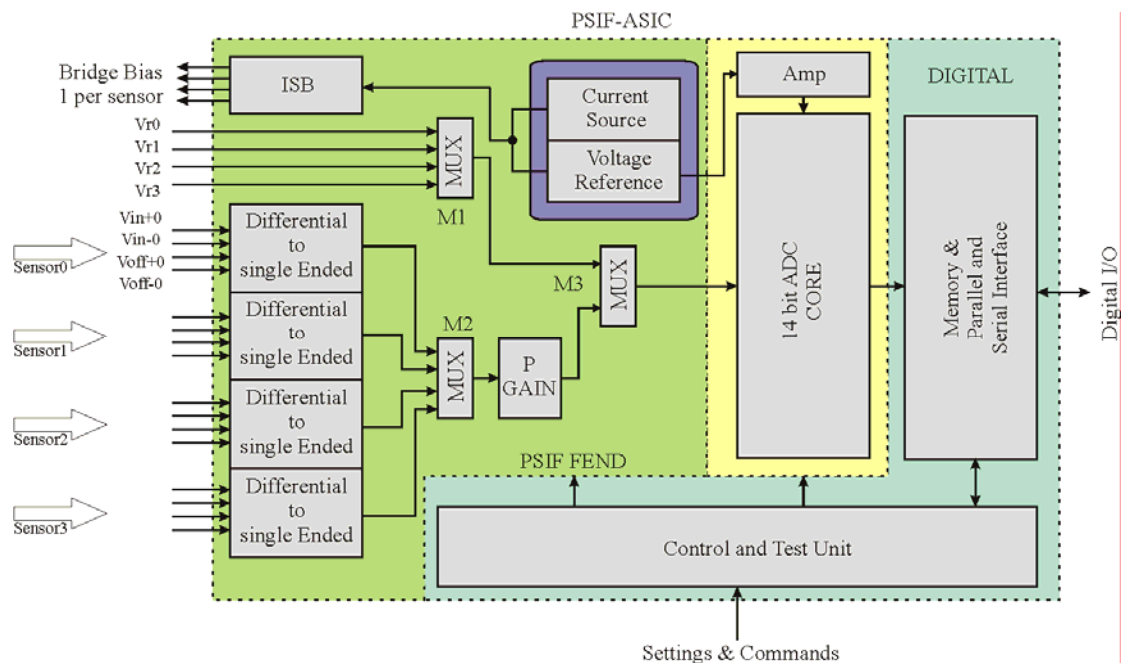 PSIF-ASIC
Bridge Bias
1 per sensor
ISB
Current
Source
Voltage
Reference
Amp
DIGITAL
Vr0
Vr1
Vr2
Vr3
MUX
M1
Vin+0
Vin-0
Voff+0
Voff-0
Sensor0
Differential
to
single Ended
Sensor1
Differential
to
single Ended
Sensor2
Differential
to
single Ended
Sensor3
Differential
to
single Ended
M2
MUX
P
GAIN
M3
MUX
PSIF FEND
14 bit ADC
CORE
Memory &
Parallel and
Serial Interface
Digital I/O
Control and Test Unit
Settings & Commands